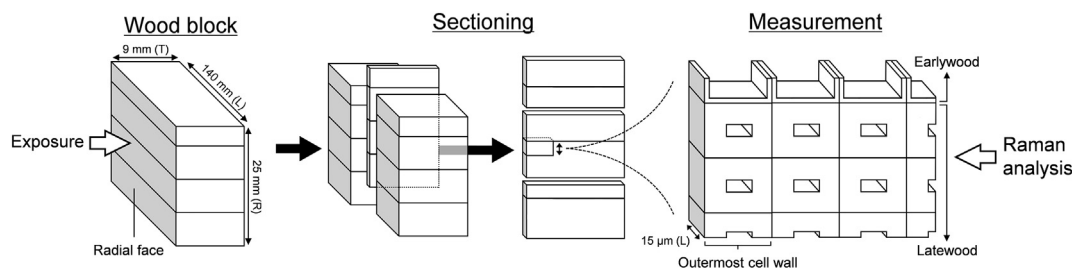 Wood block
Sectioning
Measurement
9 mm (T)
140 mm (L)
25 mm (R)
Exposure
Radial face
Earlywood
Raman
analysis
15 µm (L)
Outermost cell wall
Latewood